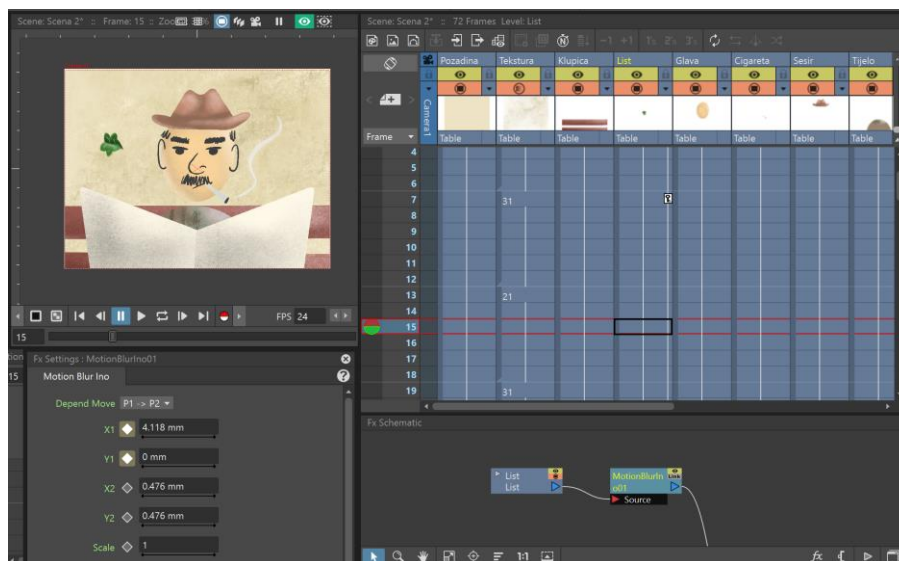 Scene: Scena 2* :: Frame: 15 :: Zoo
Scene: Scena 2* :: 72 Frames Level: List
-1 +1
Pozadina Tekstura Klupica List Glava Cigareta Sesir Tijelo
Camera1
Frame Table Table Table Table Table Table Table Table
4
5
6
7 31
8
9
10
11
12
13 21
14
15
16
17
18
19 31
FPS 24
15
Fx Settings : MotionBlurIno01
15 Motion Blur Ino
Depend Move P1 -> P2
X1 4.118 mm
Y1 0 mm
X2 0.476 mm
Y2 0.476 mm
Scale 1
Fx Schematic
List
List
MotionBlurIn
o01
Source
1:1 fx